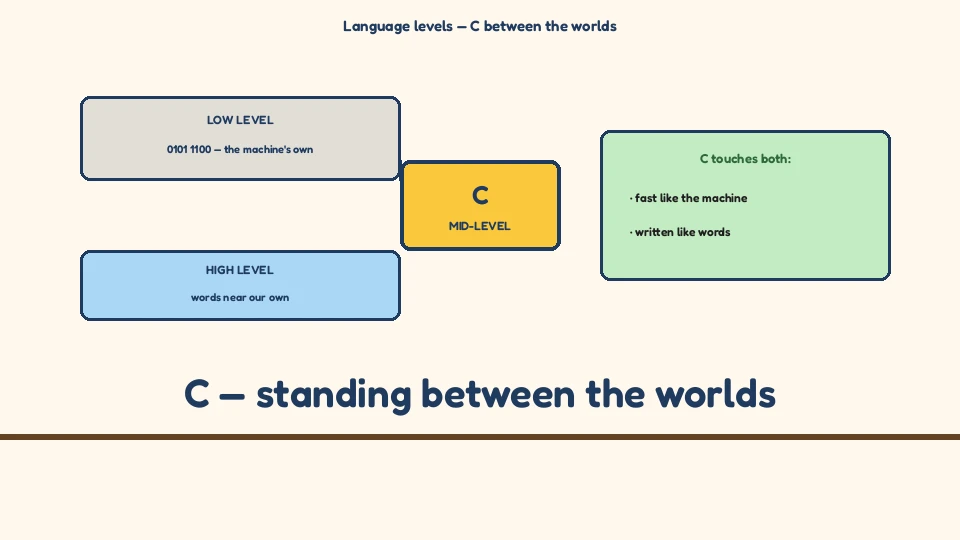 Language levels — C between the worlds
LOW LEVEL
0101 1100 — the machine's own
C
MID-LEVEL
HIGH LEVEL
words near our own
C touches both:
· fast like the machine
· written like words
C — standing between the worlds